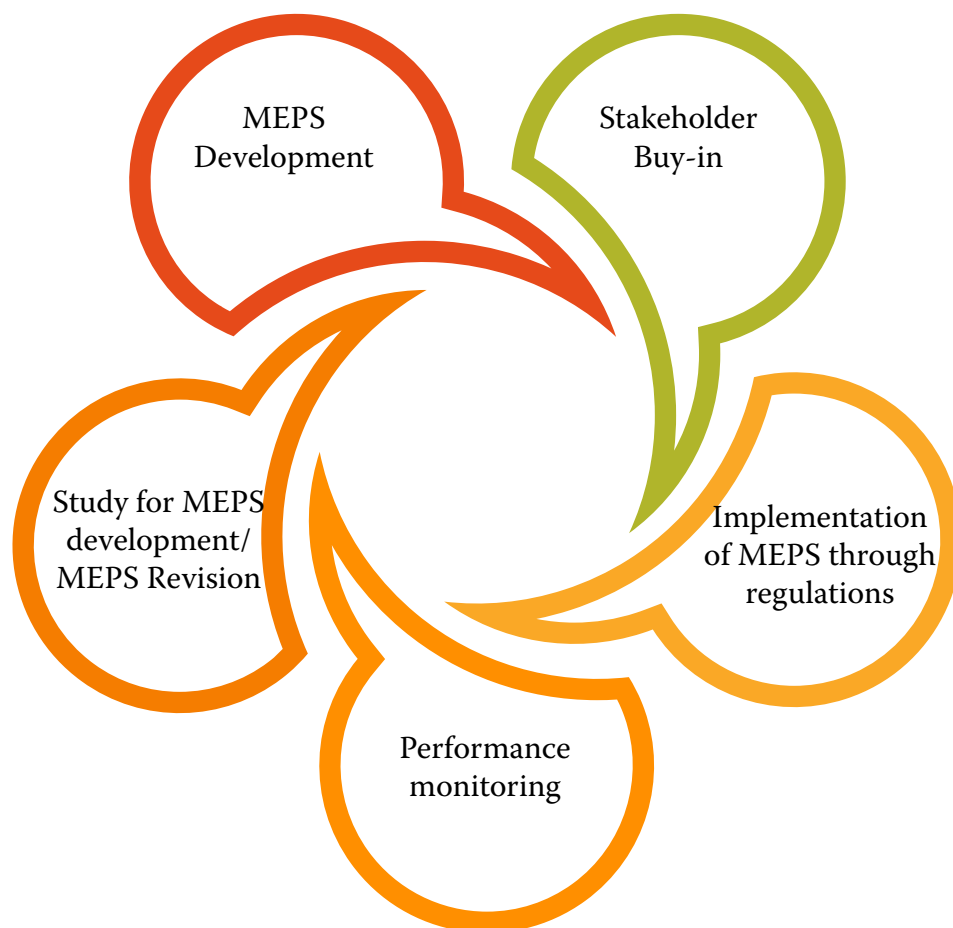 MEPS
Development
Stakeholder
Buy-in
Study for MEPS
development/
MEPS Revision
Implementation
of MEPS through
regulations
Performance
monitoring